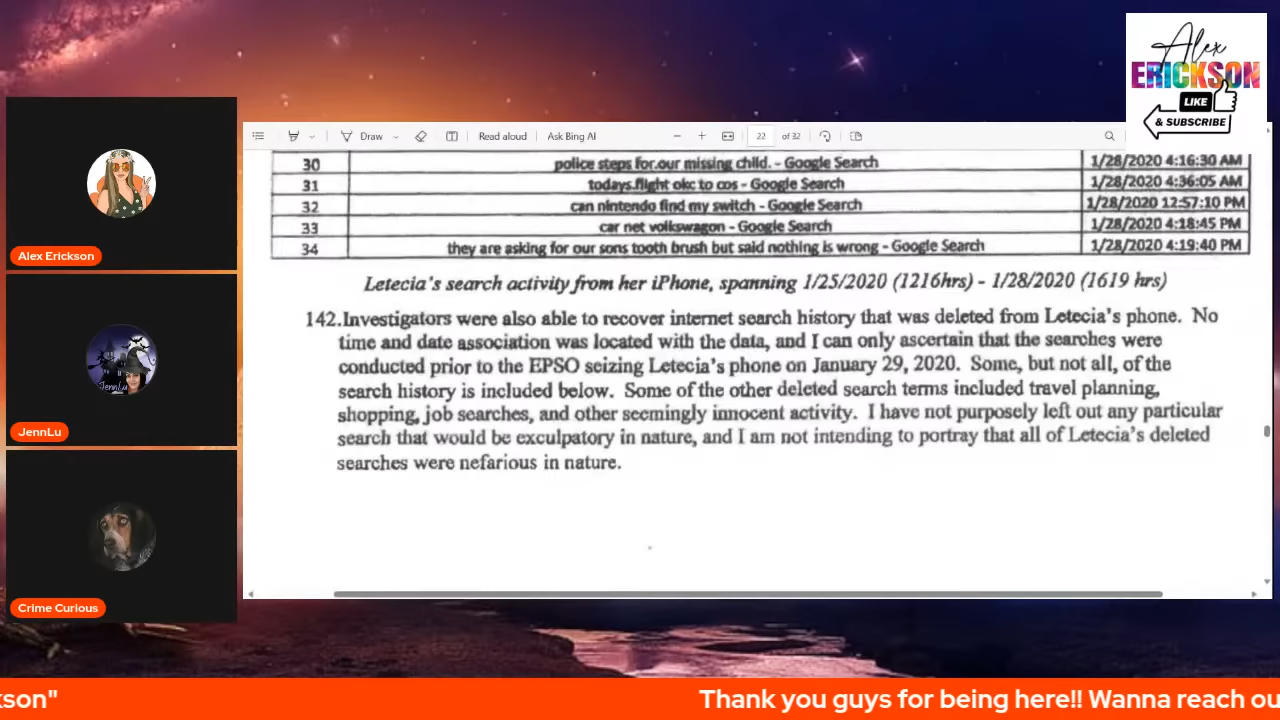 Alex
ERICKSON
LIKE
& SUBSCRIBE
Draw
Read aloud
Ask Bing AI
22
of 32
30 police steps for.our missing child. - Google Search 1/28/2020 4:16:30 AM
31 todays.flight okc to cos - Google Search 1/28/2020 4:36:05 AM
32 can nintendo find my switch - Google Search 1/28/2020 12:57:10 PM
33 car net volkswagon - Google Search 1/28/2020 4:18:45 PM
34 they are asking for our sons tooth brush but said nothing is wrong - Google Search 1/28/2020 4:19:40 PM
Letecia's search activity from her iPhone, spanning 1/25/2020 (1216hrs) - 1/28/2020 (1619 hrs)
142.Investigators were also able to recover internet search history that was deleted from Letecia's phone. No
time and date association was located with the data, and I can only ascertain that the searches were
conducted prior to the EPSO seizing Letecia's phone on January 29, 2020. Some, but not all, of the
search history is included below. Some of the other deleted search terms included travel planning,
shopping, job searches, and other seemingly innocent activity. I have not purposely left out any particular
search that would be exculpatory in nature, and I am not intending to portray that all of Letecia's deleted
searches were nefarious in nature.
Alex Erickson
JennLu
JennLu
Crime Curious
kson"
Thank you guys for being here!! Wanna reach ou